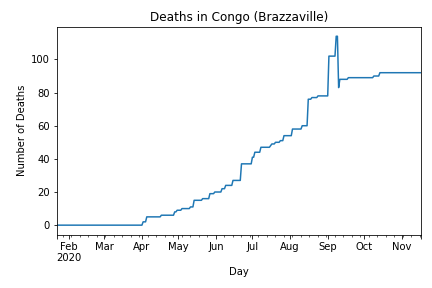 Deaths in Congo (Brazzaville)
Number of Deaths
100
80
60
40
20
0
Feb Mar Apr May Jun Jul Aug Sep Oct Nov
2020
Day